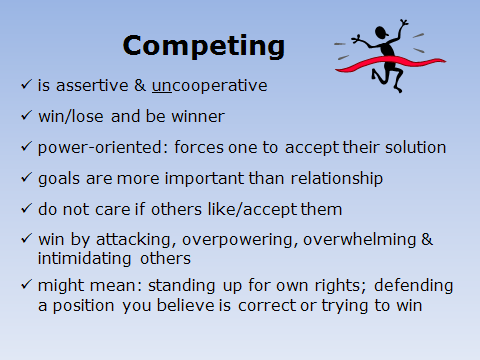 Competing
✓ is assertive & uncooperative
✓ win/lose and be winner
✓ power-oriented: forces one to accept their solution
✓ goals are more important than relationship
✓ do not care if others like/accept them
✓ win by attacking, overpowering, overwhelming &
intimidating others
✓ might mean: standing up for own rights; defending
a position you believe is correct or trying to win